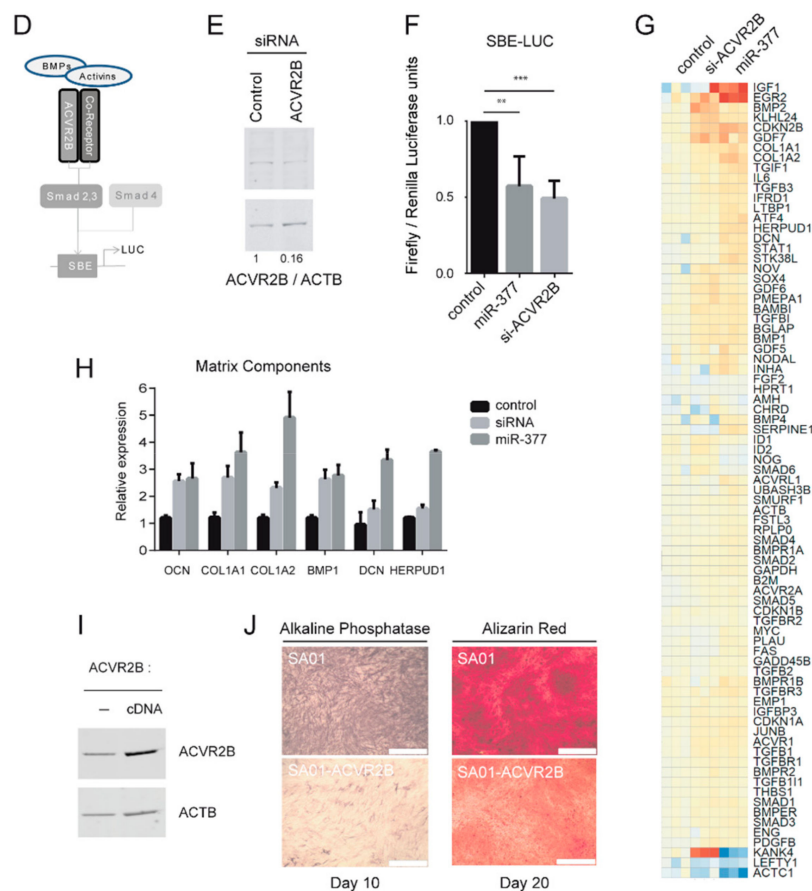 D
BMPs
Activins
ACVR2B
Co-Receptor
Smad 2,3
Smad 4
LUC
SBE
E
siRNA
Control
ACVR2B
1 0.16
ACVR2B / ACTB
F
SBE-LUC
***
**
Firefly / Renilla Luciferase units
1.0
0.5
0.0
control
miR-377
si-ACVR2B
G
control
si-ACVR2B
miR-377
IGF1
EGR2
BMP2
KLHL24
CDKN2B
GDF7
COL1A1
COL1A2
TGIF1
IL6
TGFB3
IFRD1
LTBP1
ATF4
HERPUD1
DCN
STAT1
STK38L
NOV
SOX4
GDF6
PMEPA1
BAMBI
TGFBI
BGLAP
BMP1
GDF5
NODAL
INHA
FGF2
HPRT1
AMH
CHRD
BMP4
SERPINE1
ID1
ID2
NOG
SMAD6
ACVRL1
UBASH3B
SMURF1
ACTB
FSTL3
RPLP0
SMAD4
BMPR1A
SMAD2
GAPDH
B2M
ACVR2A
SMAD5
CDKN1B
TGFBR2
MYC
PLAU
FAS
GADD45B
TGFB2
BMPR1B
TGFBR3
EMP1
IGFBP3
CDKN1A
JUNB
ACVR1
TGFB1
TGFBR1
BMPR2
TGFB1I1
THBS1
SMAD1
BMPER
SMAD3
ENG
PDGFB
KANK4
LEFTY1
ACTC1
H
Matrix Components
Relative expression
6
5
4
3
2
1
0
OCN COL1A1 COL1A2 BMP1 DCN HERPUD1
control
siRNA
miR-377
I
ACVR2B :
– cDNA
ACVR2B
ACTB
J
Alkaline Phosphatase Alizarin Red
SA01 SA01
SA01-ACVR2B SA01-ACVR2B
Day 10 Day 20